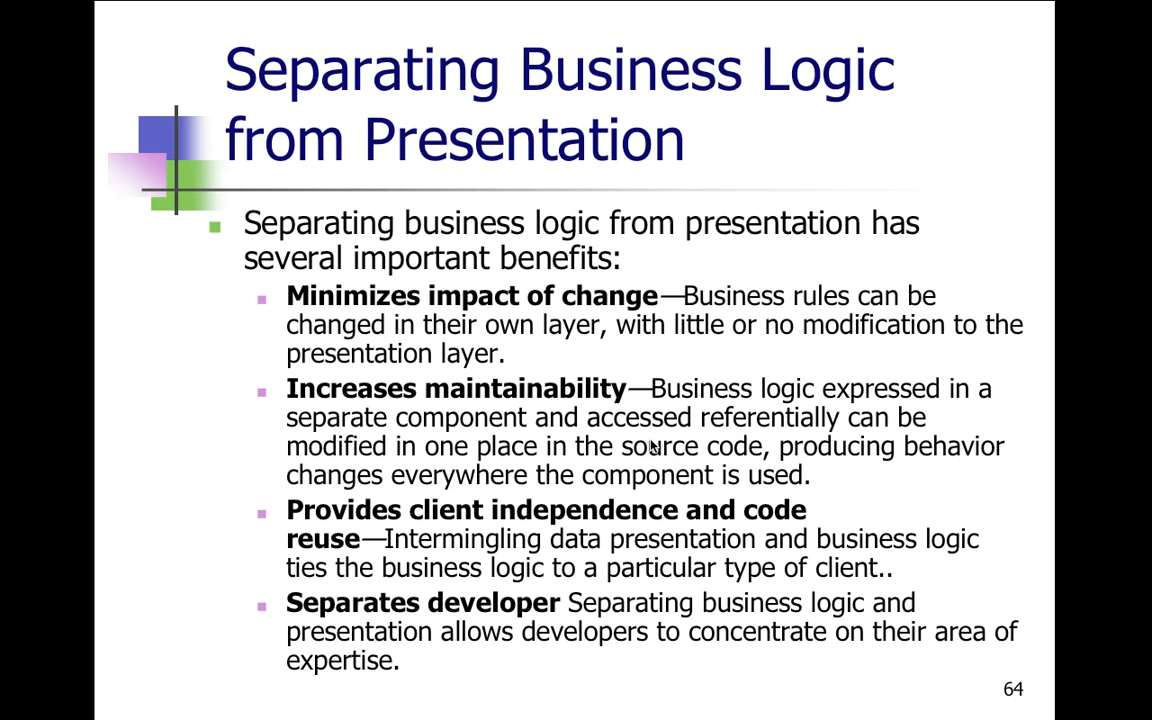 Separating Business Logic
from Presentation
Separating business logic from presentation has
several important benefits:
Minimizes impact of change—Business rules can be
changed in their own layer, with little or no modification to the
presentation layer.
Increases maintainability—Business logic expressed in a
separate component and accessed referentially can be
modified in one place in the source code, producing behavior
changes everywhere the component is used.
Provides client independence and code
reuse—Intermingling data presentation and business logic
ties the business logic to a particular type of client..
Separates developer Separating business logic and
presentation allows developers to concentrate on their area of
expertise.
64